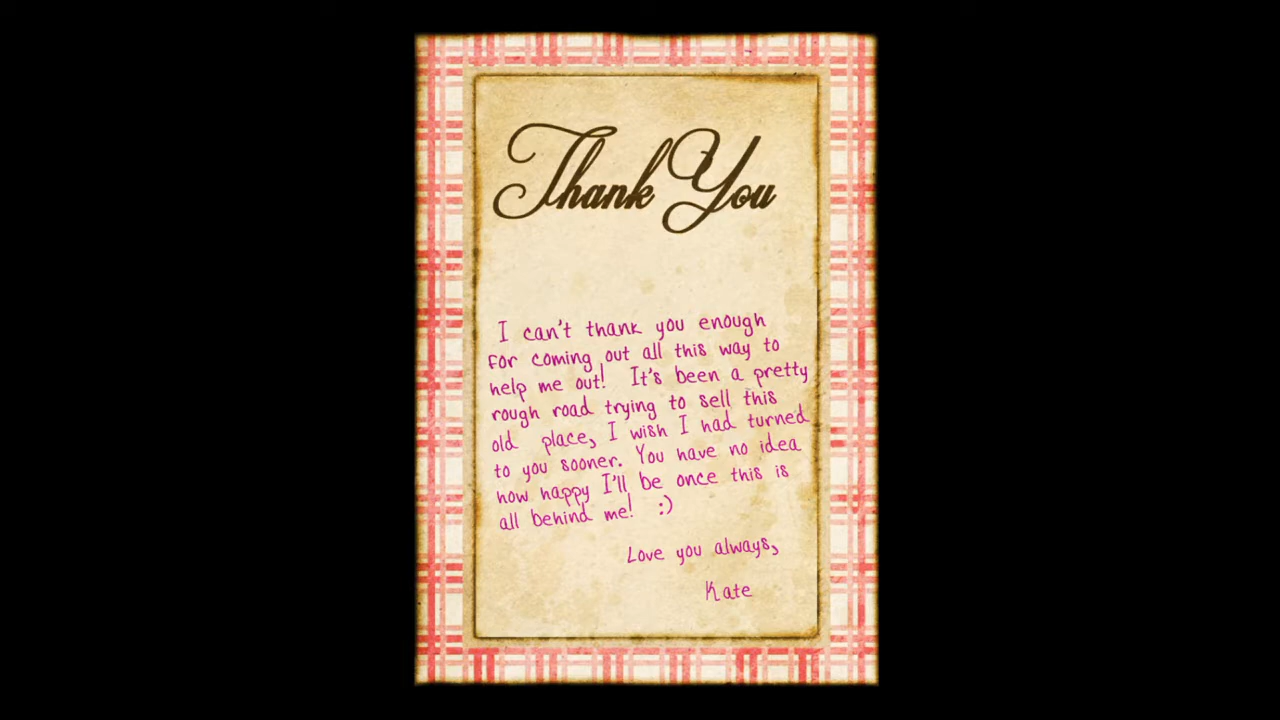 Thank You
I can't thank you enough
for coming out all this way to
help me out! It's been a pretty
rough road trying to sell this
old place, I wish I had turned
to you sooner. You have no idea
how happy I'll be once this is
all behind me! :)
Love you always,
Kate